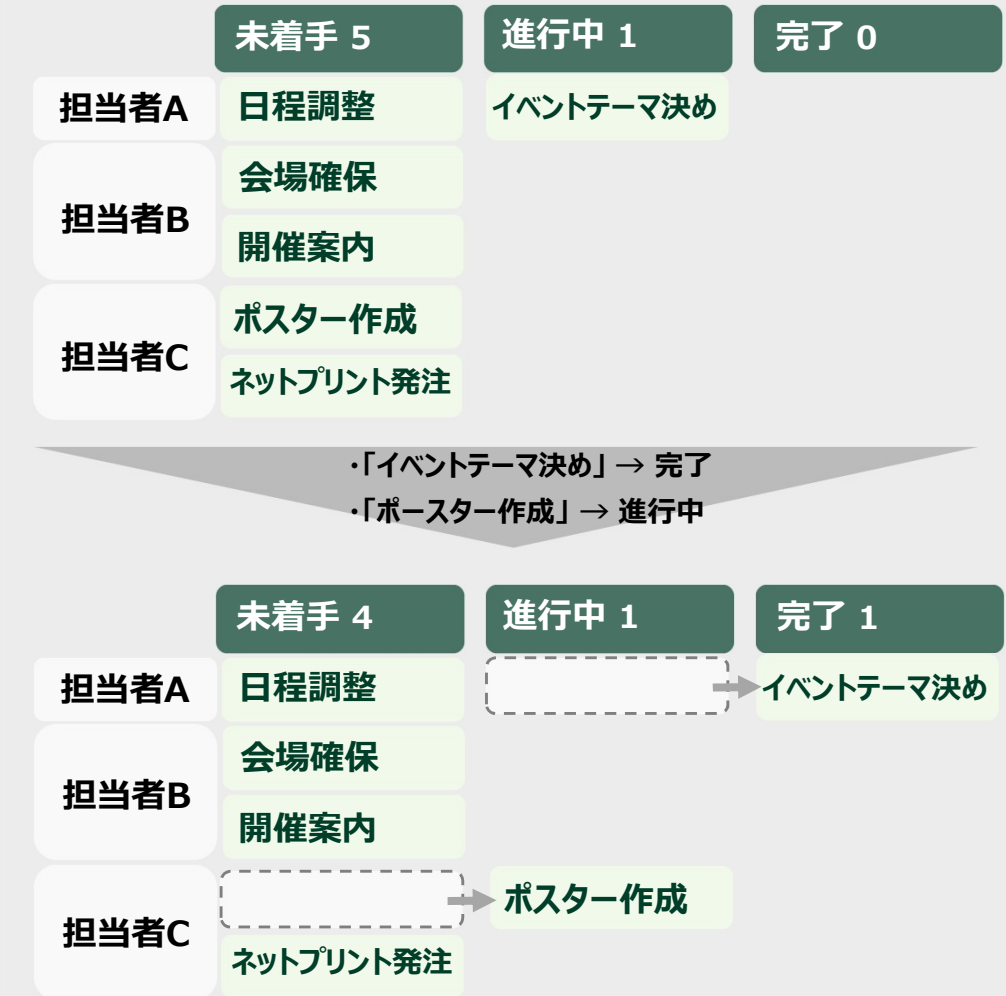 未着手 5 進行中 1 完了 0
担当者A 日程調整 イベントテーマ決め
担当者B 会場確保
開催案内
担当者C ポスター作成
ネットプリント発注
・「イベントテーマ決め」→ 完了
・「ポースター作成」→ 進行中
未着手 4 進行中 1 完了 1
担当者A 日程調整 イベントテーマ決め
担当者B 会場確保
開催案内
担当者C ポスター作成
ネットプリント発注